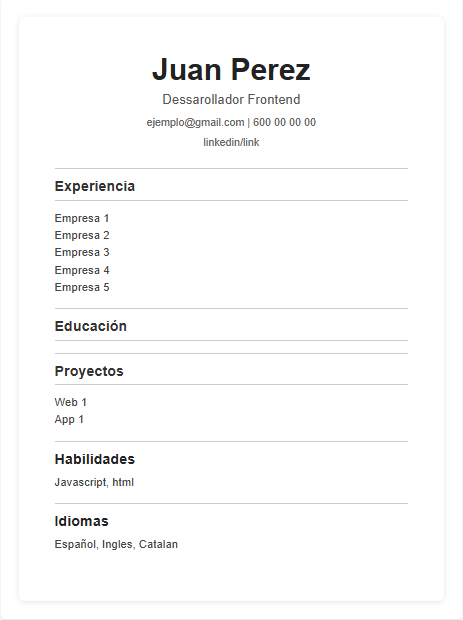 Juan Perez
Dessarollador Frontend
ejemplo@gmail.com | 600 00 00 00
linkedin/link
Experiencia
Empresa 1
Empresa 2
Empresa 3
Empresa 4
Empresa 5
Educación
Proyectos
Web 1
App 1
Habilidades
Javascript, html
Idiomas
Español, Ingles, Catalan